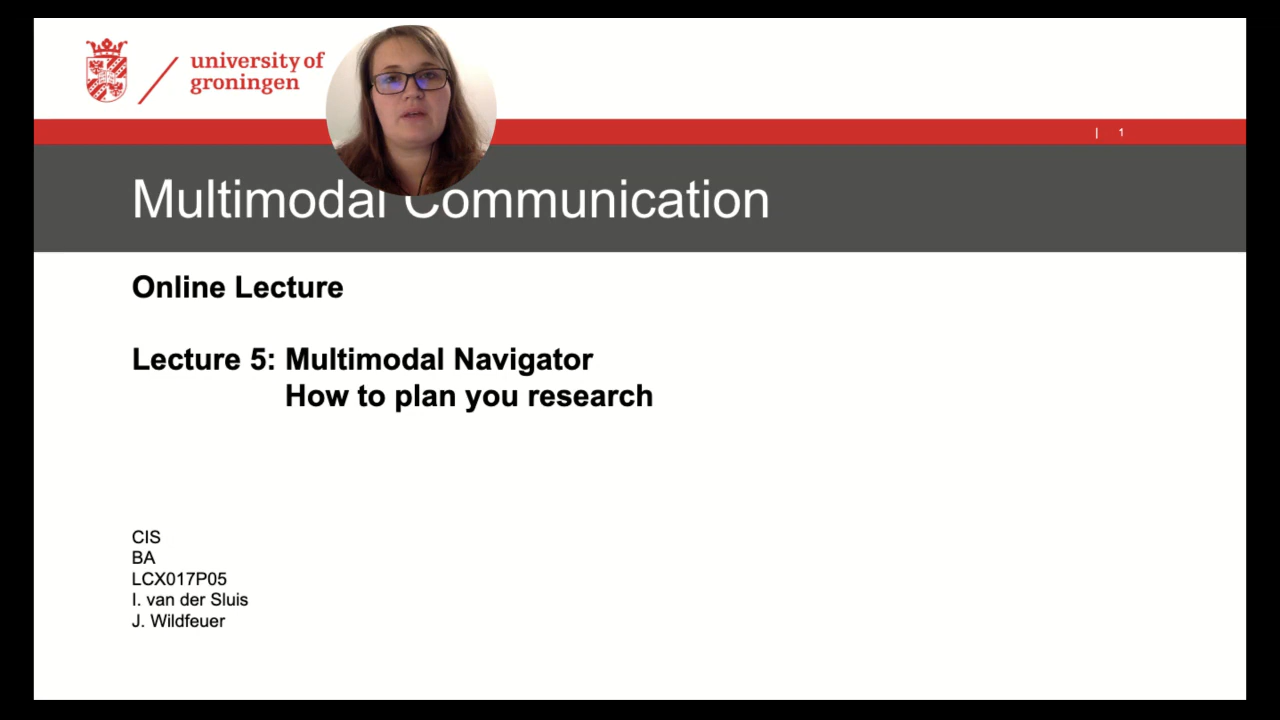 university of
groningen
| 1
Multimodal Communication
Online Lecture
Lecture 5: Multimodal Navigator
How to plan you research
CIS
BA
LCX017P05
I. van der Sluis
J. Wildfeuer